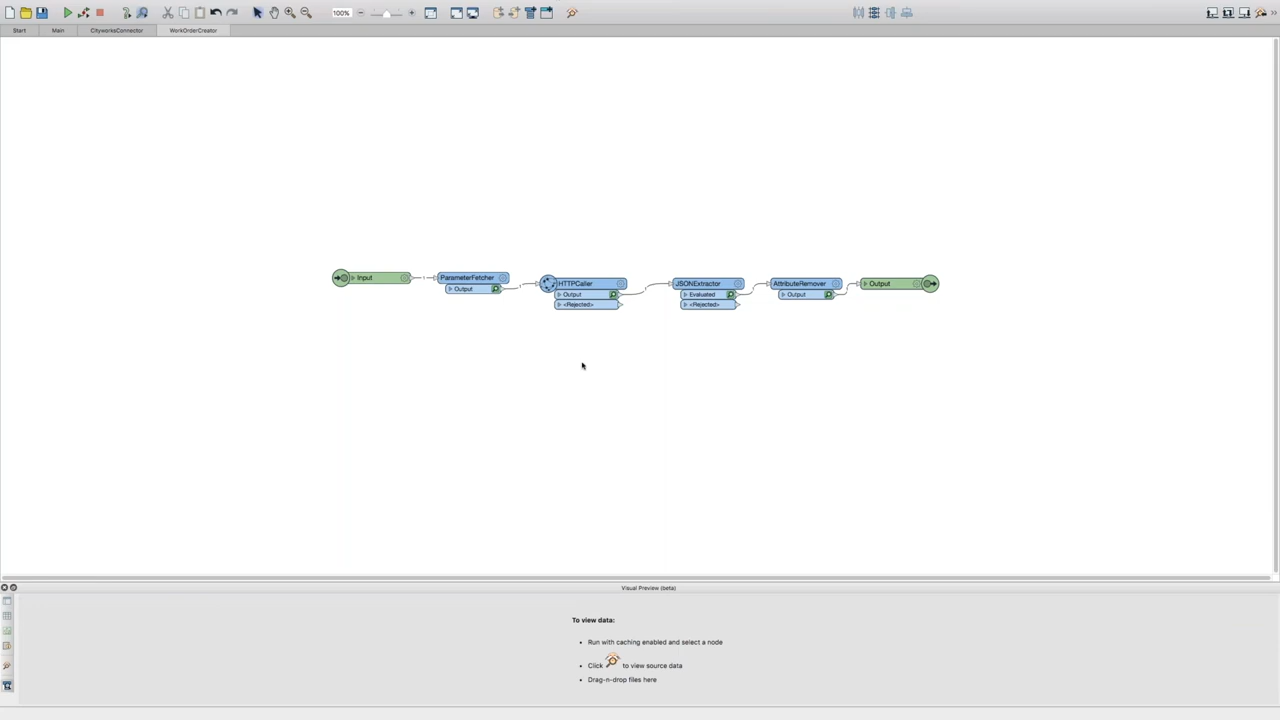 100%
Start
Main
CityworksConnector
WorkOrderCreator
Input
ParameterFetcher
Output
HTTPCaller
Output
<Rejected>
JSONExtractor
Evaluated
<Rejected>
AttributeRemover
Output
Output
Visual Preview (beta)
To view data:
• Run with caching enabled and select a node
• Click to view source data
• Drag-n-drop files here